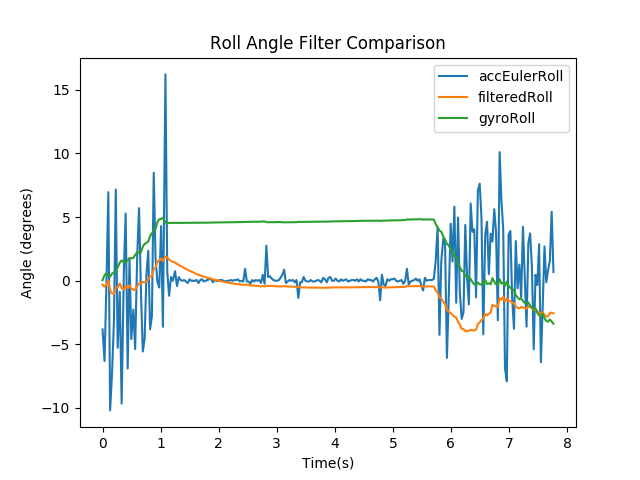 Roll Angle Filter Comparison
accEulerRoll
filteredRoll
gyroRoll
15
10
5
0
−5
−10
Angle (degrees)
0 1 2 3 4 5 6 7 8
Time(s)